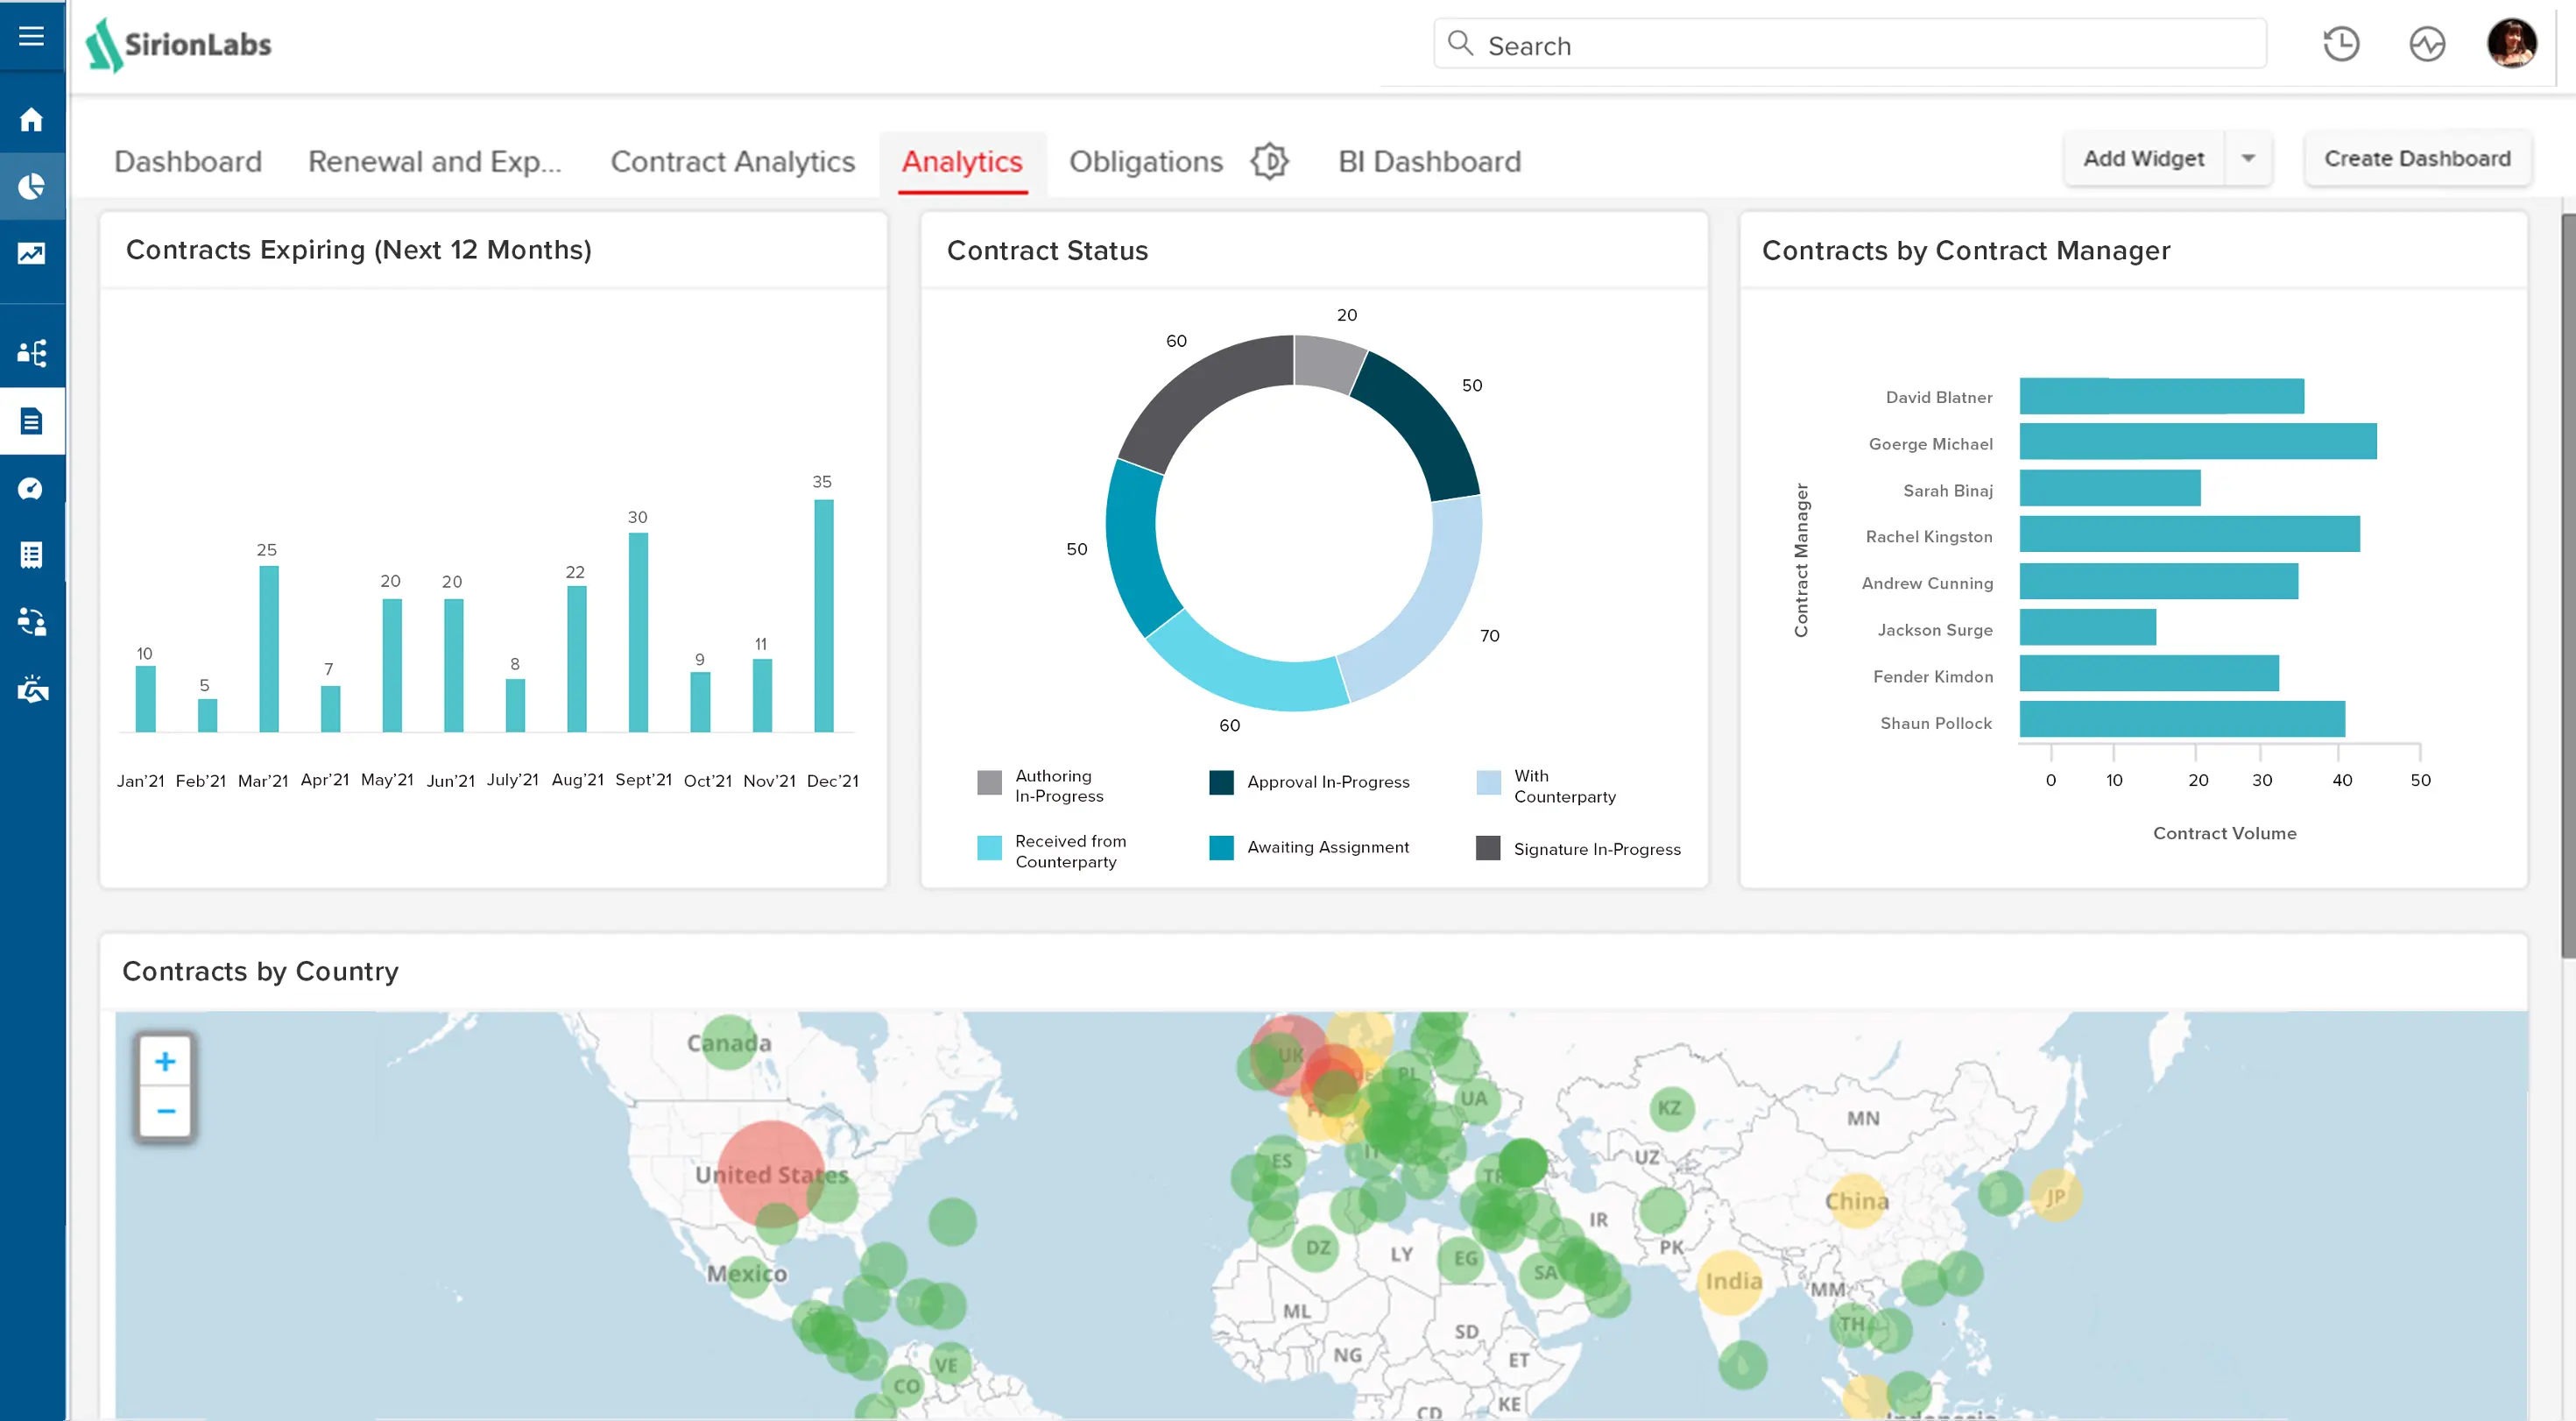 SirionLabs
Search
Dashboard
Renewal and Exp...
Contract Analytics
Analytics
Obligations
BI Dashboard
Add Widget
Create Dashboard
Contracts Expiring (Next 12 Months)
10
5
25
7
20
20
8
22
30
9
11
35
Jan'21 Feb'21 Mar'21 Apr'21 May'21 Jun'21 July'21 Aug'21 Sept'21 Oct'21 Nov'21 Dec'21
Contract Status
20
50
70
60
50
60
Authoring
In-Progress
Approval In-Progress
With
Counterparty
Received from
Counterparty
Awaiting Assignment
Signature In-Progress
Contracts by Contract Manager
Contract Manager
David Blatner
Goerge Michael
Sarah Binaj
Rachel Kingston
Andrew Cunning
Jackson Surge
Fender Kimdon
Shaun Pollock
0 10 20 30 40 50
Contract Volume
Contracts by Country
+
−
Canada
United States
Mexico
VE
CO
UK
PL
UA
ES
IT
DZ
LY
EG
SA
ML
NG
SD
ET
CD
KE
KZ
UZ
IR
PK
MN
China
India
MM
TH
JP
Indonesia